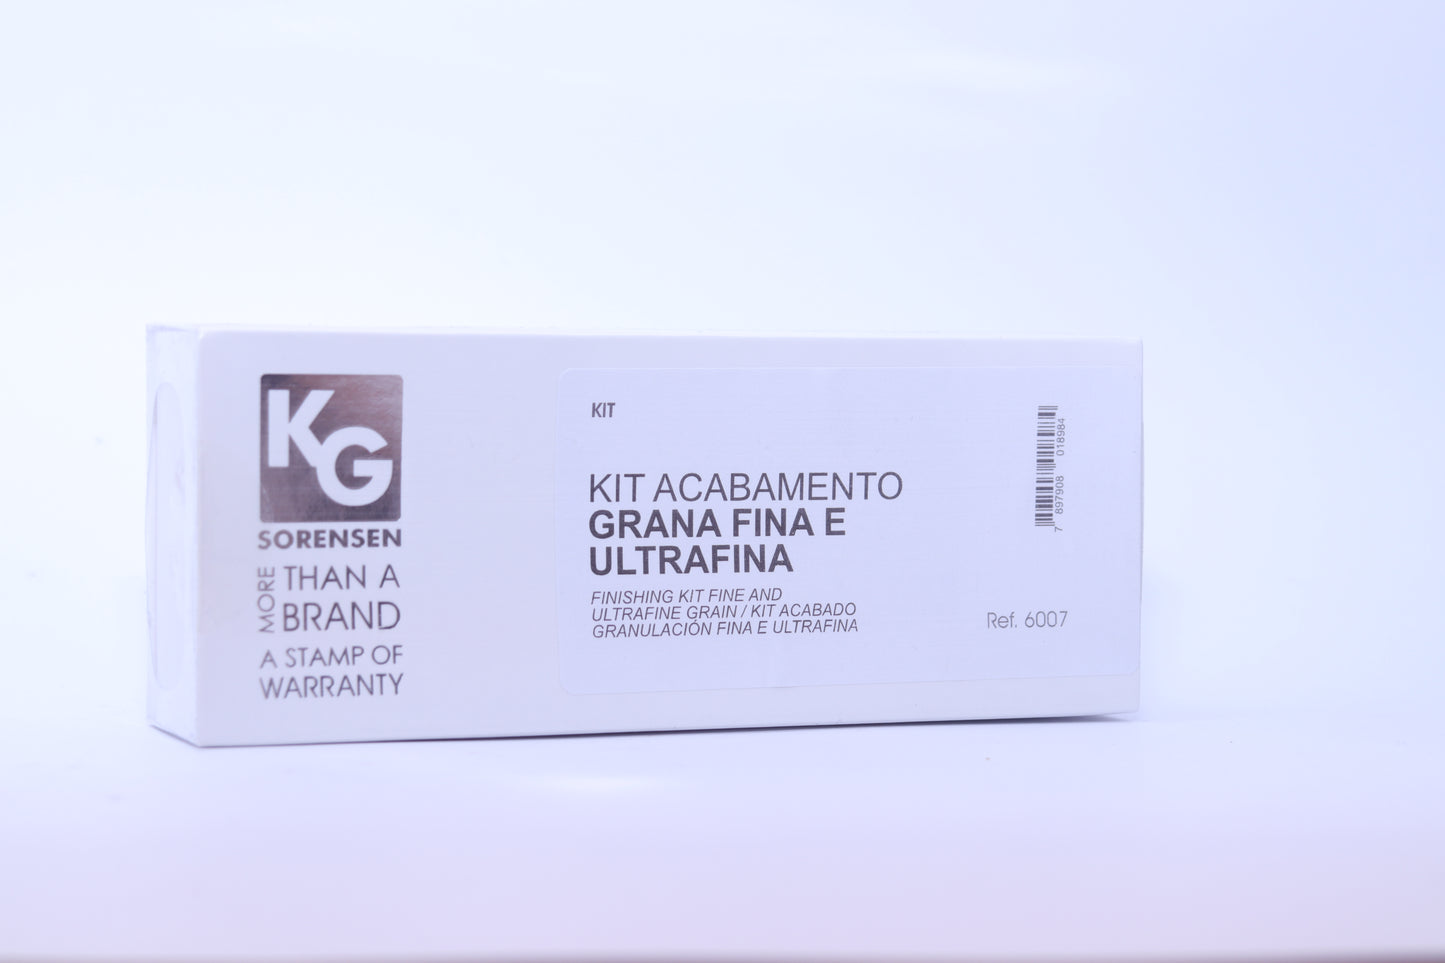 KG
SORENSEN
MORE
THAN A
BRAND
A STAMP OF
WARRANTY
KIT
KIT ACABAMENTO
GRANA FINA E
ULTRAFINA
FINISHING KIT FINE AND
ULTRAFINE GRAIN / KIT ACABADO
GRANULACIÓN FINA E ULTRAFINA
7 897908 018984
Ref. 6007